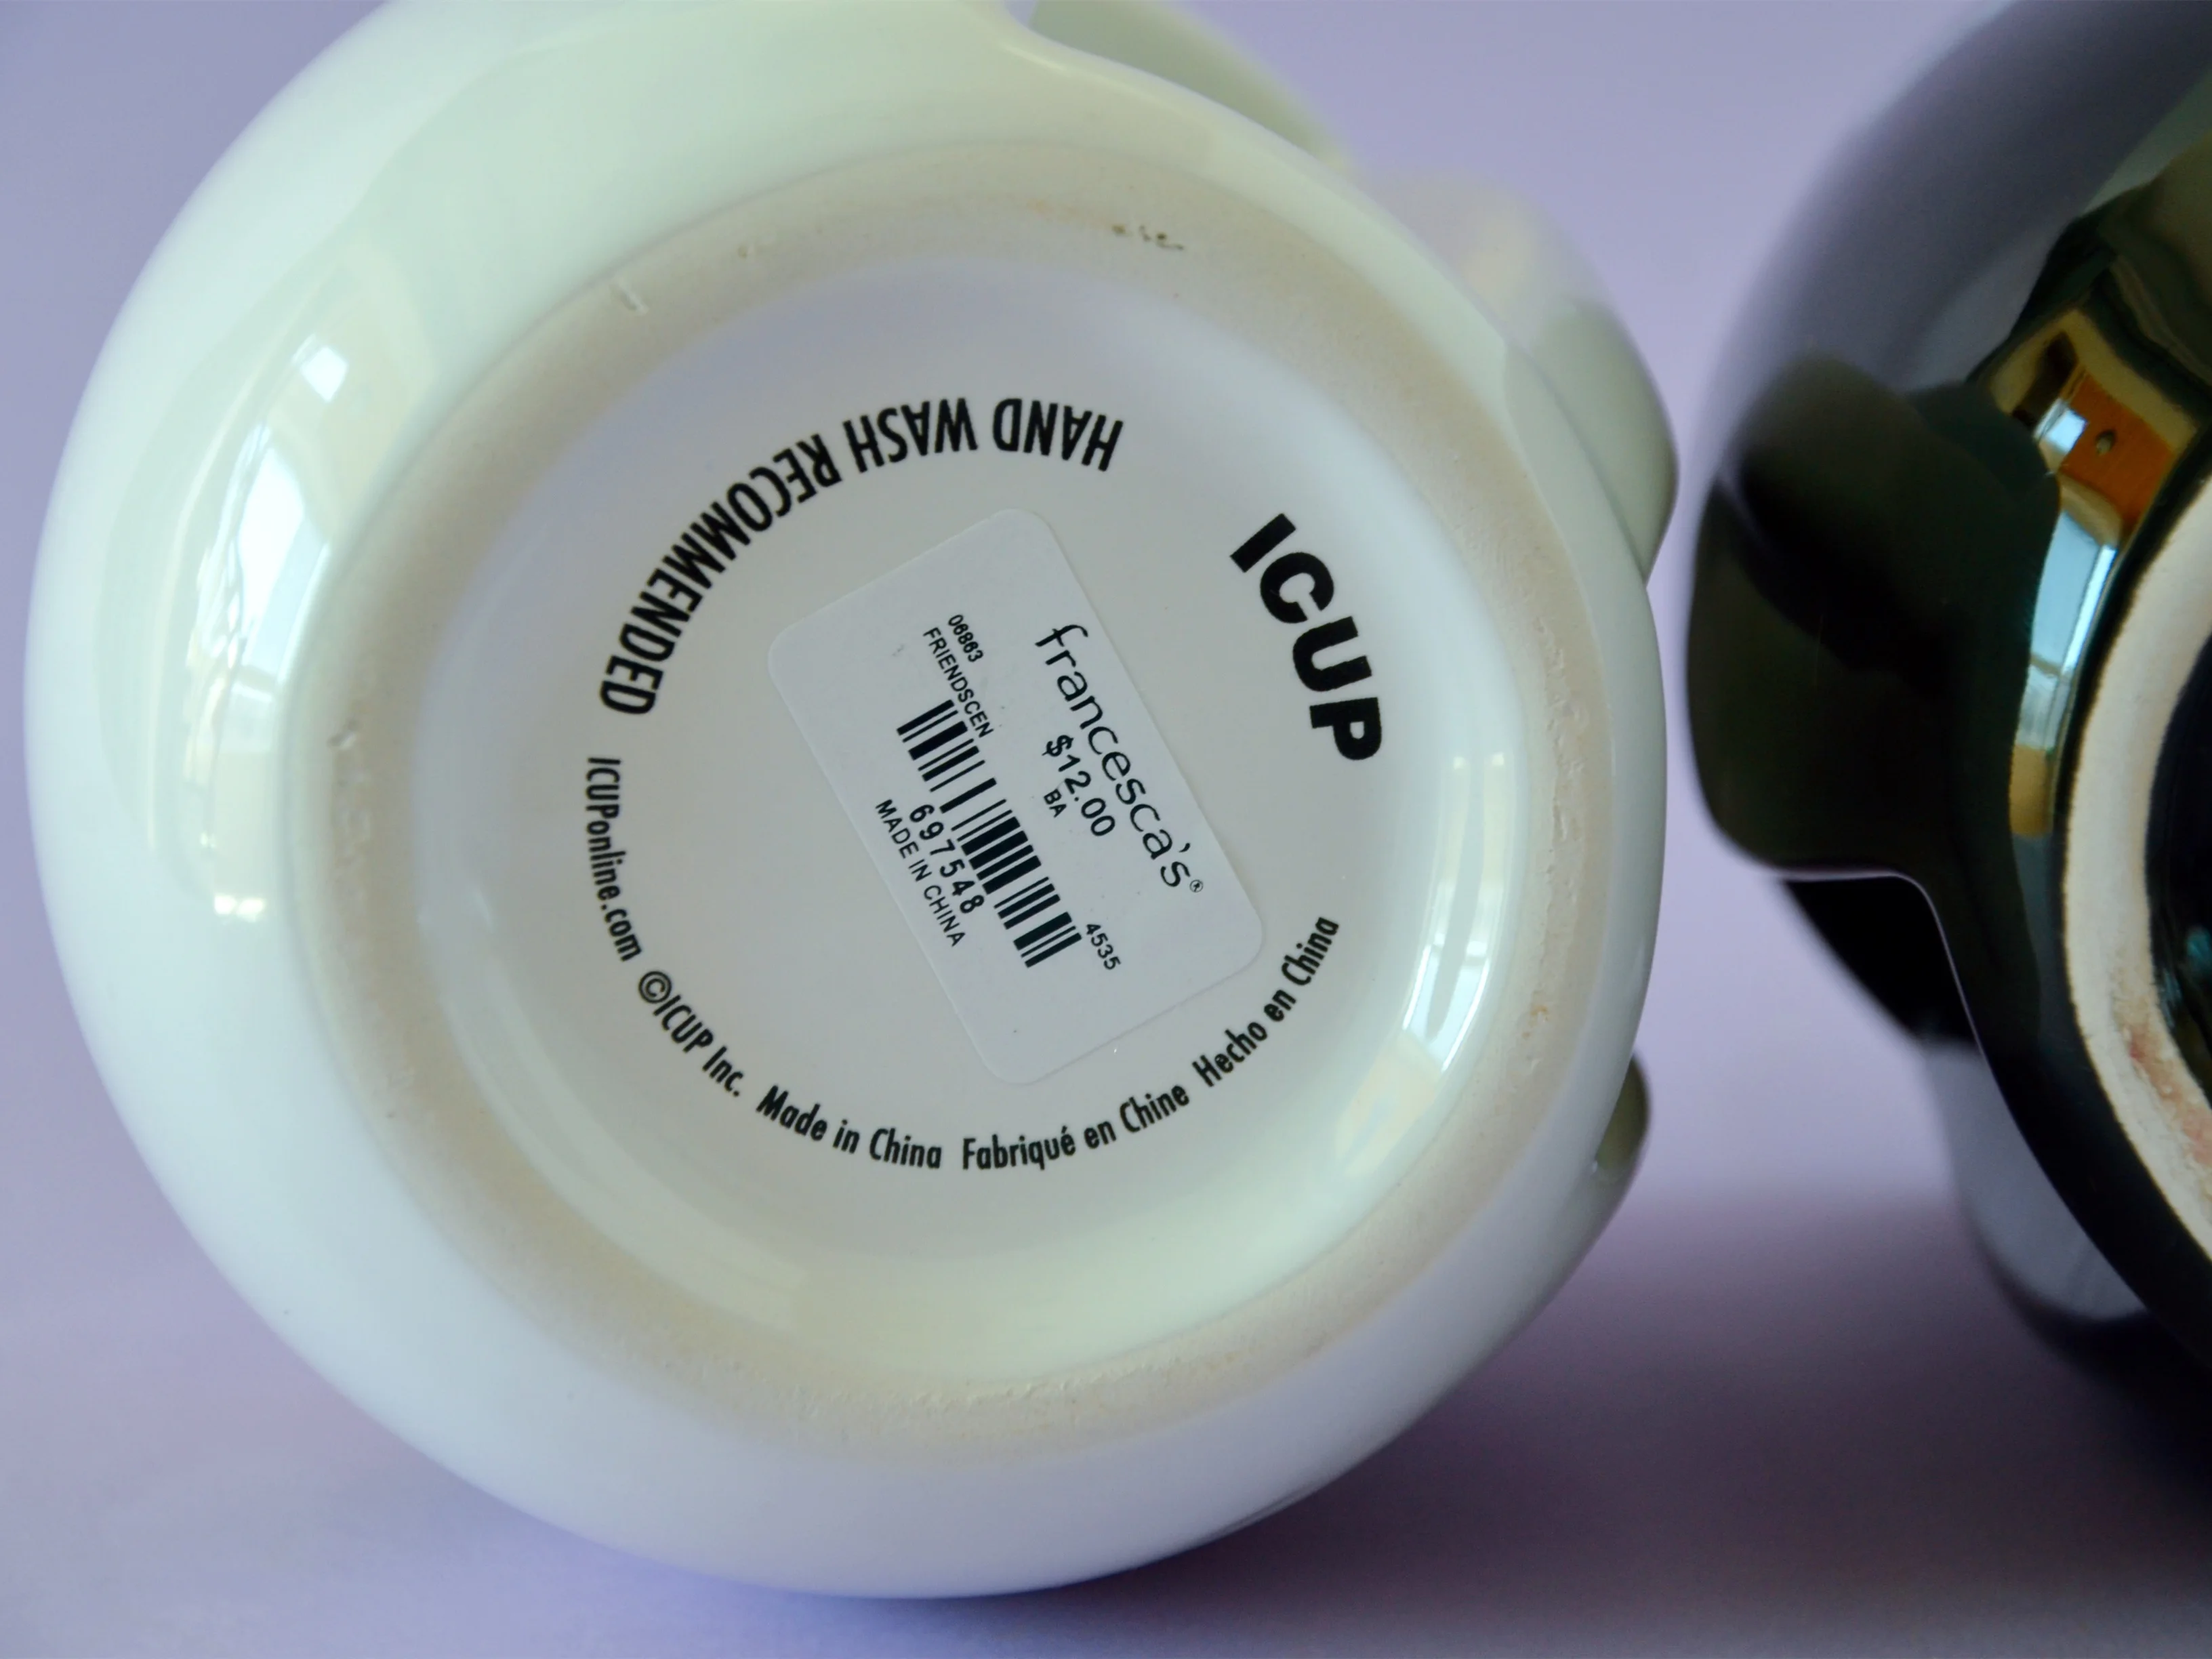 ICUP
HAND WASH RECOMMENDED
francesca's®
$12.00
BA
06863
FRIENDSCEN
4535
697548
MADE IN CHINA
ICUPonline.com ©ICUP Inc. Made in China Fabriqué en Chine Hecho en China